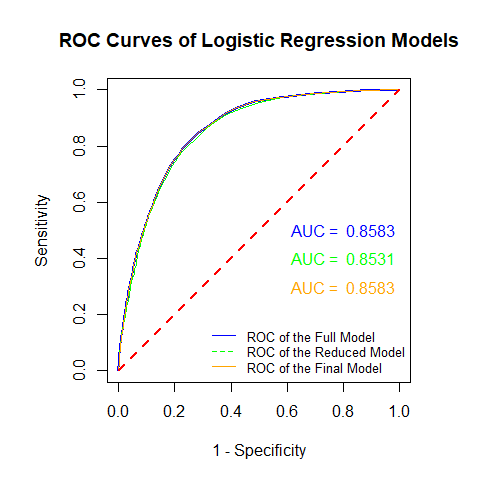 ROC Curves of Logistic Regression Models
Sensitivity
1.0
0.8
0.6
0.4
0.2
0.0
AUC = 0.8583
AUC = 0.8531
AUC = 0.8583
ROC of the Full Model
ROC of the Reduced Model
ROC of the Final Model
0.0 0.2 0.4 0.6 0.8 1.0
1 - Specificity